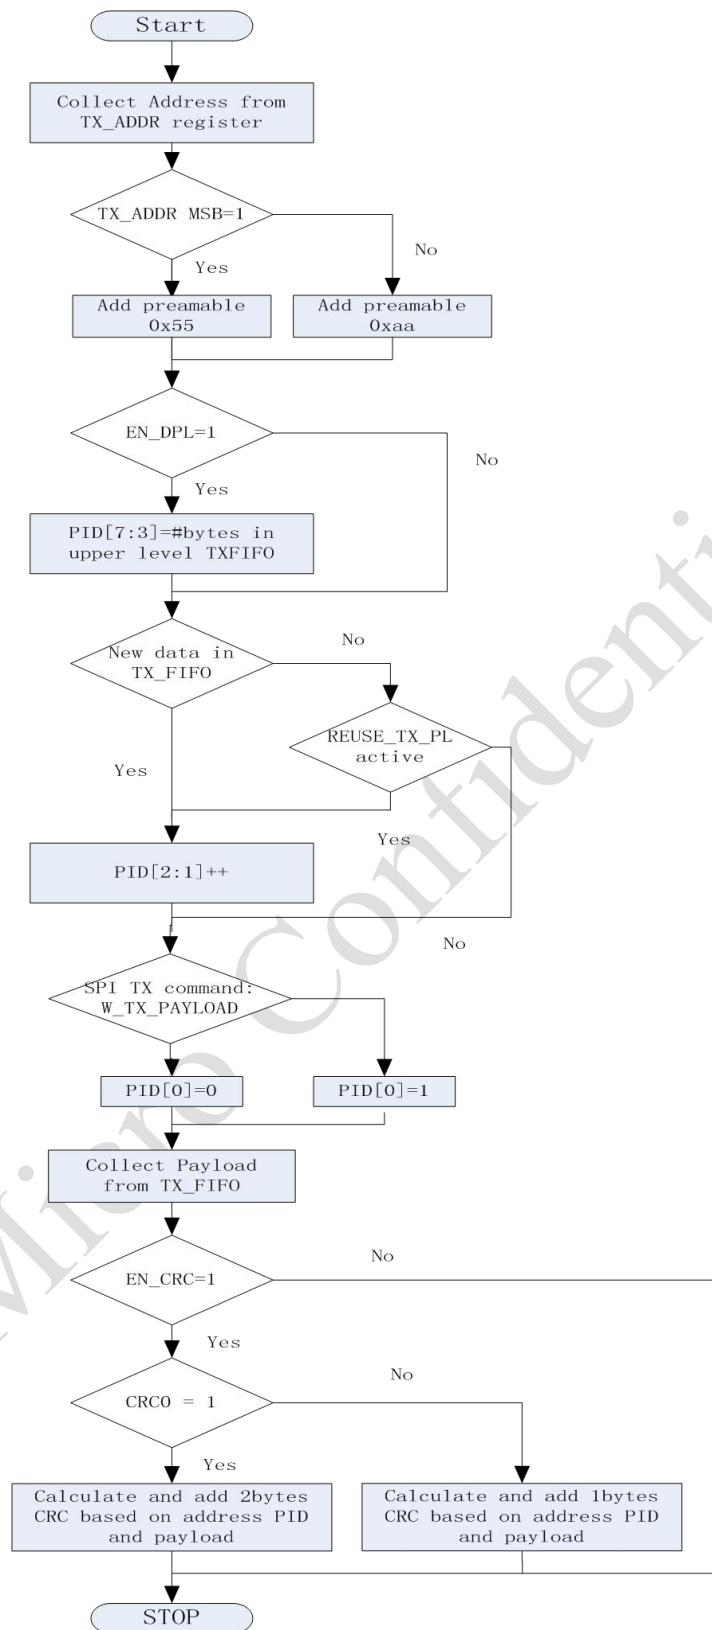 Start
Collect Address from
TX_ADDR register
TX_ADDR MSB=1
No
Yes
Add preamable
0x55
Add preamable
0xaa
EN_DPL=1
No
Yes
PID[7:3]=#bytes in
upper level TXFIFO
No
New data in
TX_FIFO
REUSE_TX_PL
active
Yes
Yes
PID[2:1]++
No
SPI TX command:
W_TX_PAYLOAD
PID[0]=0
PID[0]=1
Collect Payload
from TX_FIFO
No
EN_CRC=1
Yes
No
CRCO = 1
Yes
Calculate and add 2bytes
CRC based on address PID
and payload
Calculate and add 1bytes
CRC based on address PID
and payload
STOP
Micro Confidenti